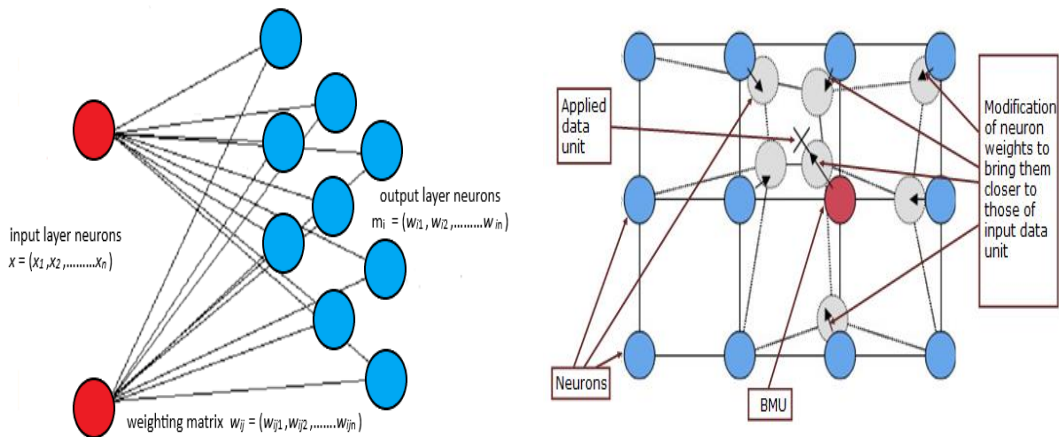 output layer neurons
mᵢ = (wᵢ₁, wᵢ₂,........wᵢₙ)
input layer neurons
x = (x₁,x₂,.........xₙ)
weighting matrix wᵢⱼ = (wᵢⱼ₁,wᵢⱼ₂,.......wᵢⱼₙ)
Applied
data
unit
Modification
of neuron
weights to
bring them
closer to
those of
input data
unit
Neurons
BMU